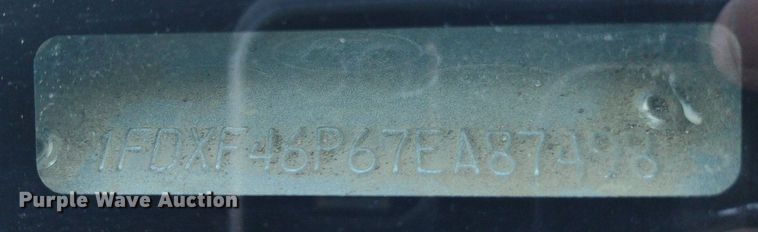 1FDXF46P67EA87498
Purple Wave Auction